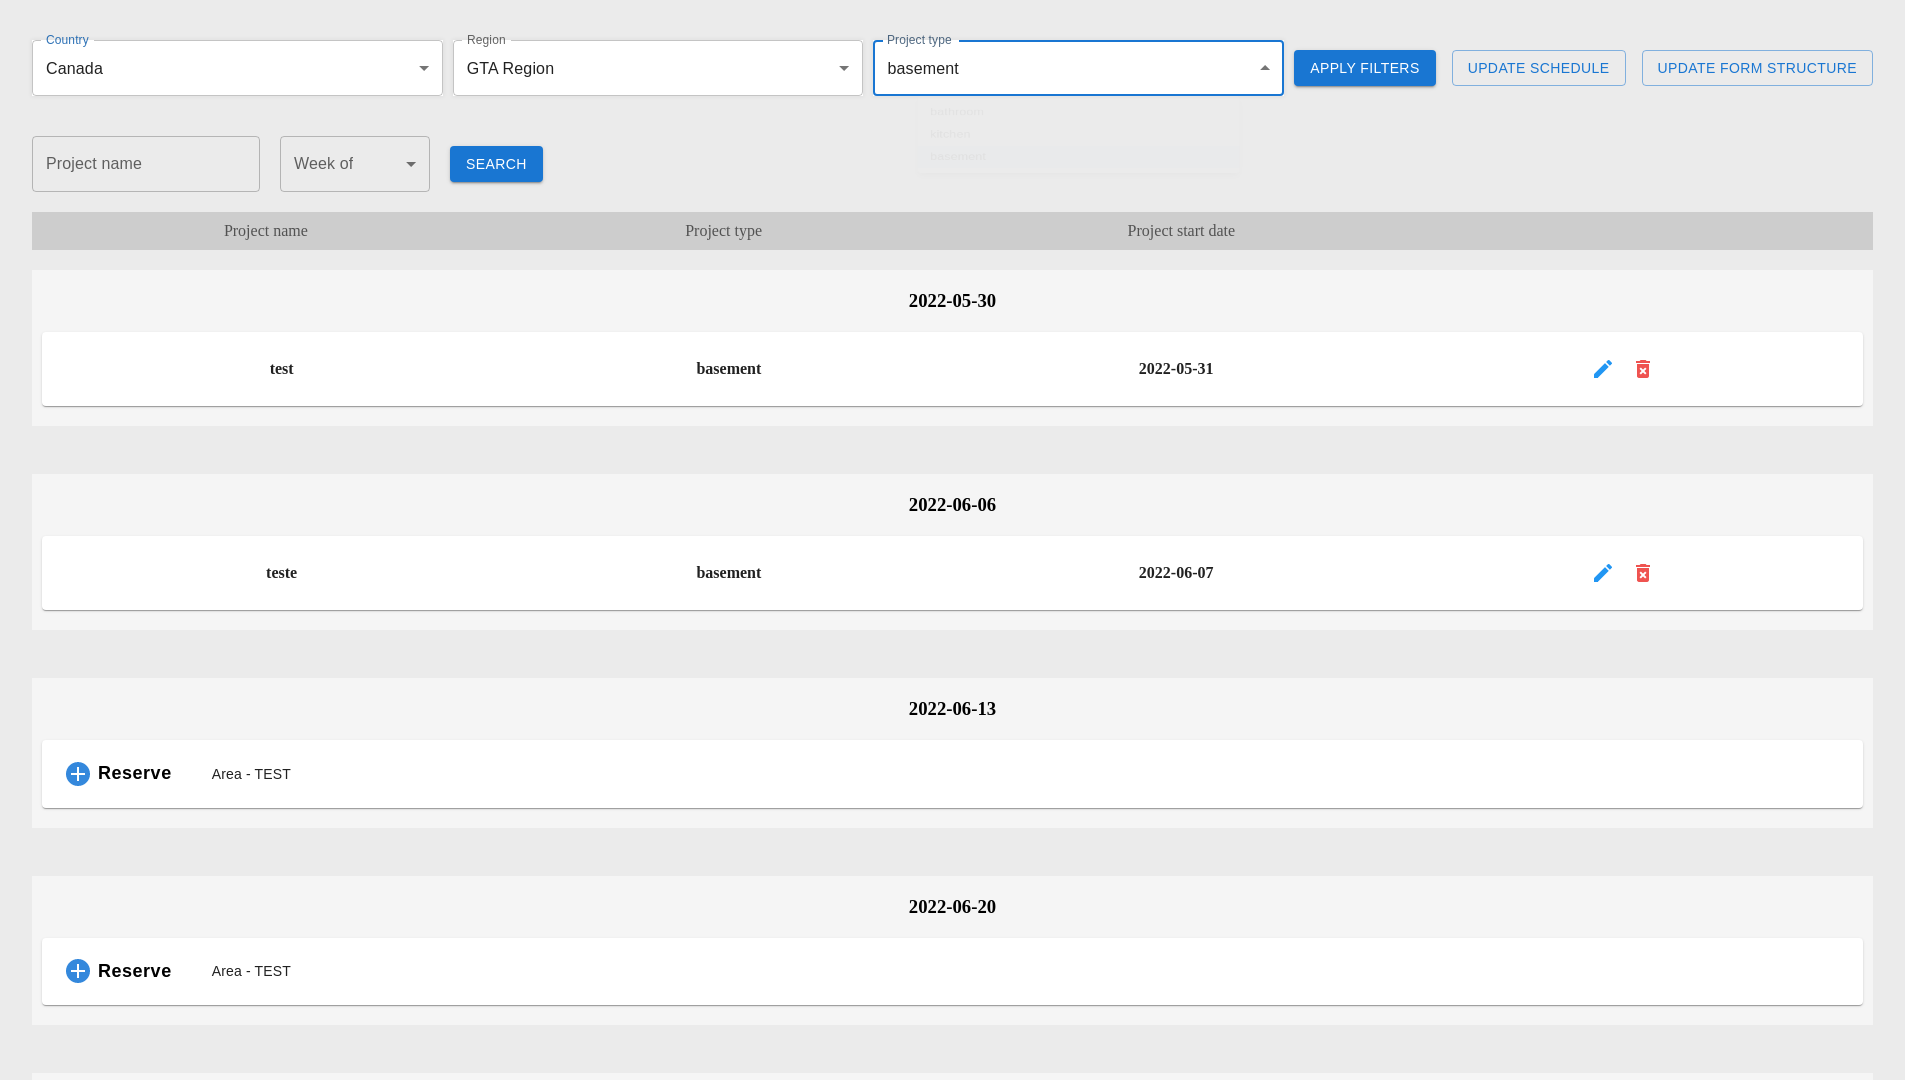 Country
Region
Project type
Canada
GTA Region
basement
APPLY FILTERS
UPDATE SCHEDULE
UPDATE FORM STRUCTURE
bathroom
kitchen
basement
Project name
Week of
SEARCH
Project name
Project type
Project start date
2022-05-30
test
basement
2022-05-31
2022-06-06
teste
basement
2022-06-07
2022-06-13
Reserve
Area - TEST
2022-06-20
Reserve
Area - TEST